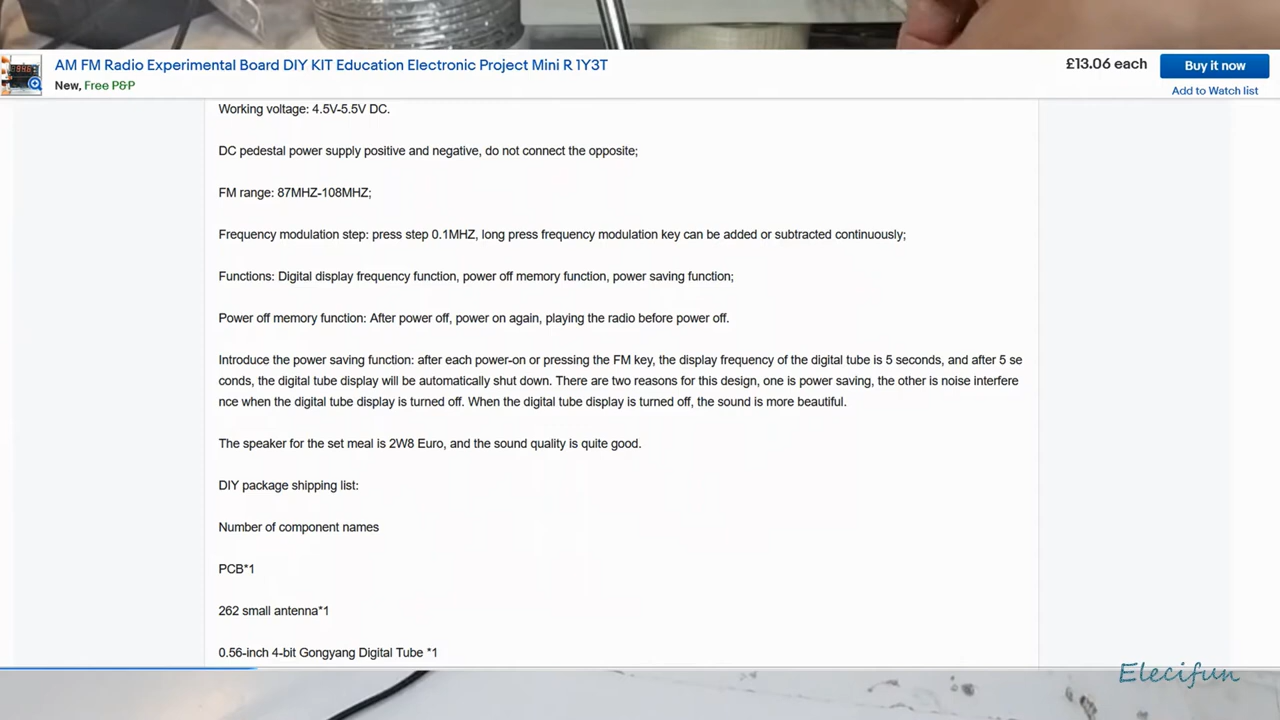 AM FM Radio Experimental Board DIY KIT Education Electronic Project Mini R 1Y3T
£13.06 each
Buy it now
New, Free P&P
Add to Watch list
Working voltage: 4.5V-5.5V DC.
DC pedestal power supply positive and negative, do not connect the opposite;
FM range: 87MHZ-108MHZ;
Frequency modulation step: press step 0.1MHZ, long press frequency modulation key can be added or subtracted continuously;
Functions: Digital display frequency function, power off memory function, power saving function;
Power off memory function: After power off, power on again, playing the radio before power off.
Introduce the power saving function: after each power-on or pressing the FM key, the display frequency of the digital tube is 5 seconds, and after 5 se
conds, the digital tube display will be automatically shut down. There are two reasons for this design, one is power saving, the other is noise interfere
nce when the digital tube display is turned off. When the digital tube display is turned off, the sound is more beautiful.
The speaker for the set meal is 2W8 Euro, and the sound quality is quite good.
DIY package shipping list:
Number of component names
PCB*1
262 small antenna*1
0.56-inch 4-bit Gongyang Digital Tube *1
Elecifun